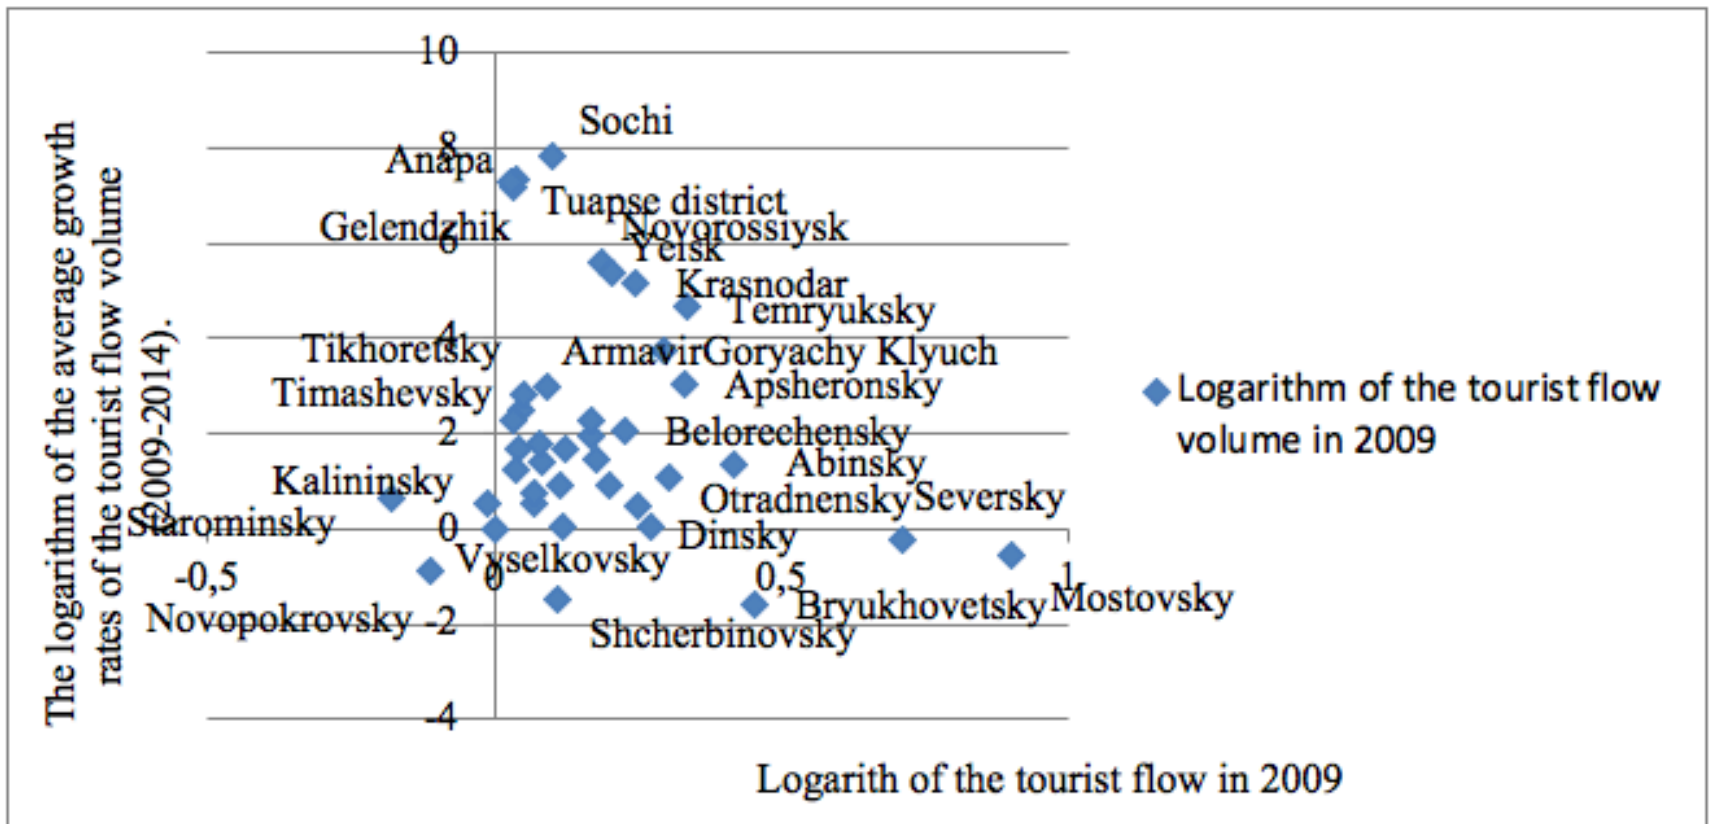 The logarithm of the average growth
rates of the tourist flow volume
(2009-2014).
10
Sochi
8
Anapa
Tuapse district
Gelendzhik
Novorossiysk
6
Yeisk
Krasnodar
Temryuksky
4
Tikhoretsky
Armavir
Goryachy Klyuch
Timashevsky
Apsheronsky
Logarithm of the tourist flow
volume in 2009
2
Belorechensky
Abinsky
Kalininsky
Otradnensky
Seversky
Starominsky
0
Dinsky
Vyselkovsky
-0,5
0
0,5
1
Bryukhovetsky
Mostovsky
Novopokrovsky
-2
Shcherbinovsky
-4
Logarith of the tourist flow in 2009